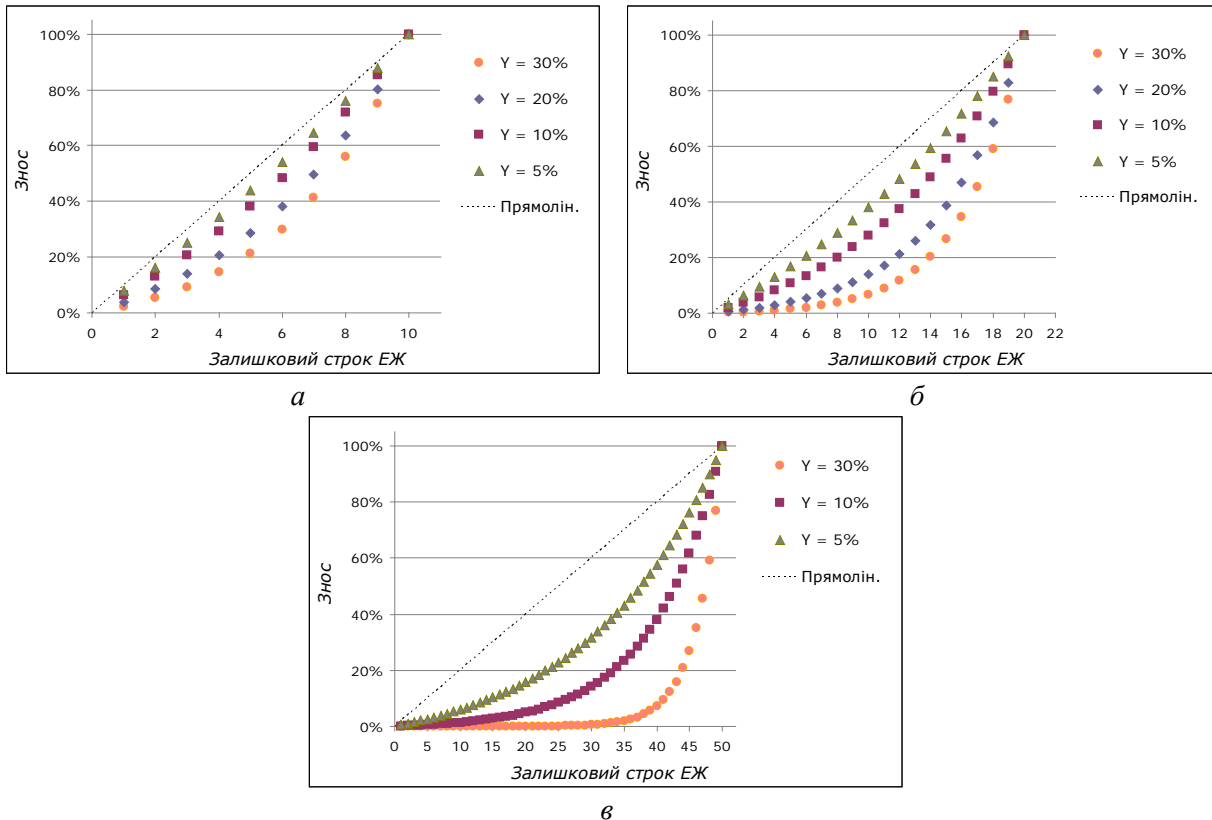 100%
80%
60%
40%
20%
0%
Знос
0 2 4 6 8 10
Залишковий строк ЕЖ
Y = 30%
Y = 20%
Y = 10%
Y = 5%
Прямолін.
а
100%
80%
60%
40%
20%
0%
Знос
0 2 4 6 8 10 12 14 16 18 20 22
Залишковий строк ЕЖ
Y = 30%
Y = 20%
Y = 10%
Y = 5%
Прямолін.
б
100%
80%
60%
40%
20%
0%
Знос
0 5 10 15 20 25 30 35 40 45 50
Залишковий строк ЕЖ
Y = 30%
Y = 10%
Y = 5%
Прямолін.
в